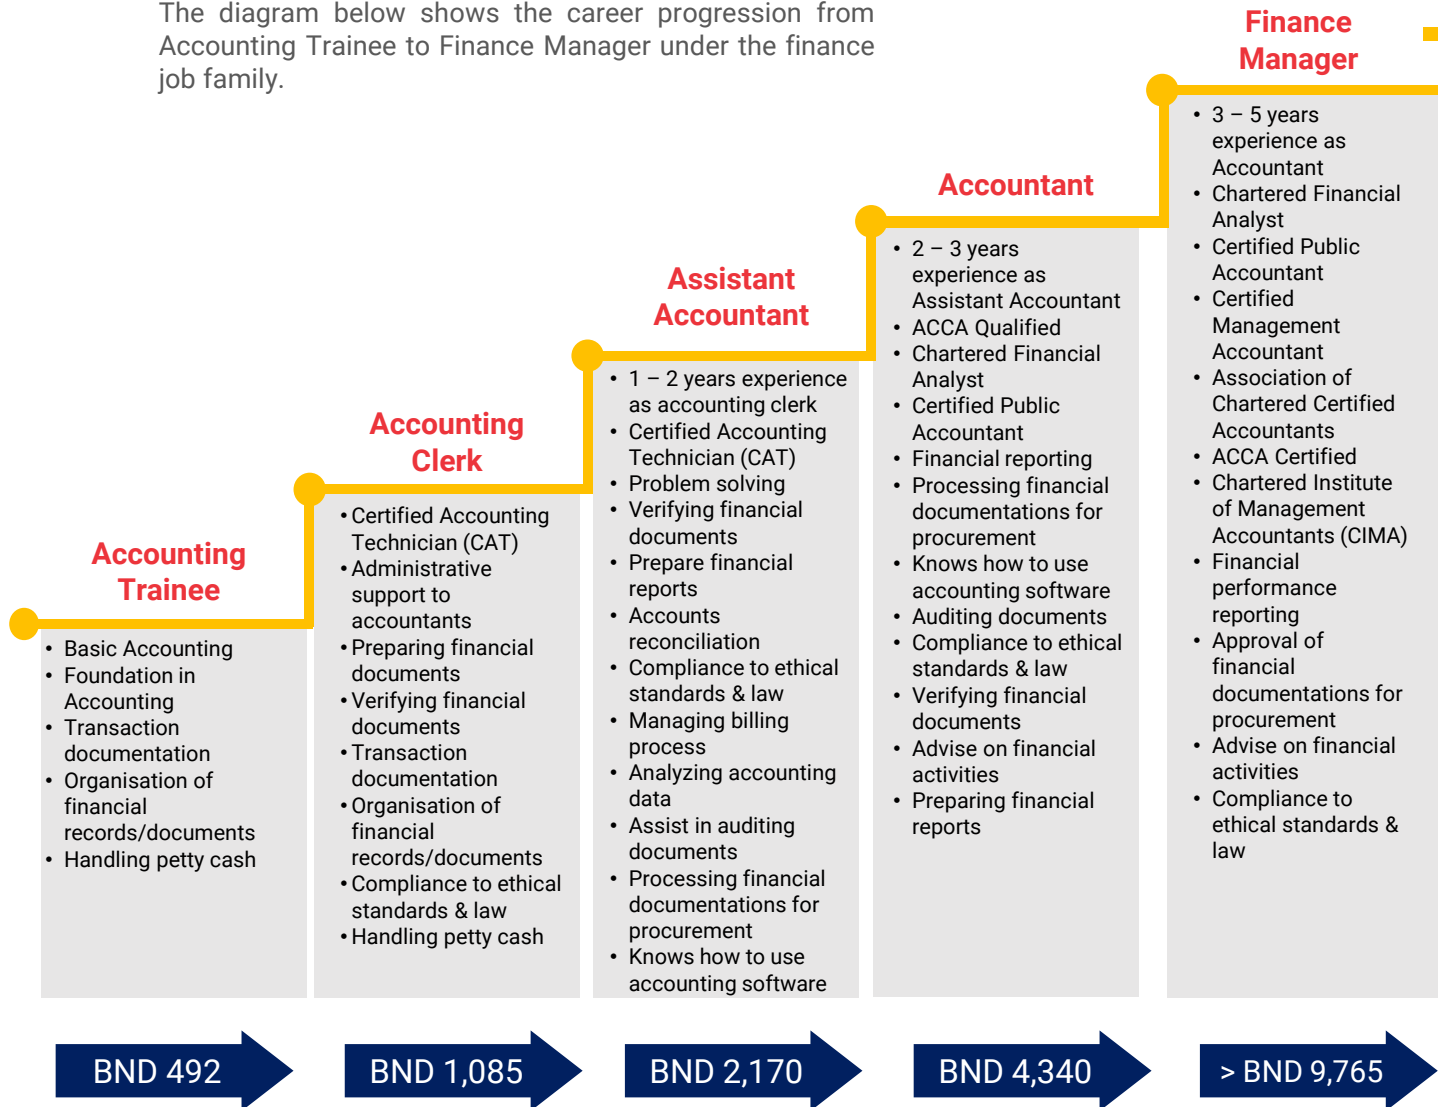 The diagram below shows the career progression from
Accounting Trainee to Finance Manager under the finance
job family.
Accounting
Trainee
• Basic Accounting
• Foundation in
Accounting
• Transaction
documentation
• Organisation of
financial
records/documents
• Handling petty cash
BND 492
Accounting
Clerk
• Certified Accounting
Technician (CAT)
• Administrative
support to
accountants
• Preparing financial
documents
• Verifying financial
documents
• Transaction
documentation
• Organisation of
financial
records/documents
• Compliance to ethical
standards & law
• Handling petty cash
BND 1,085
Assistant
Accountant
• 1 – 2 years experience
as accounting clerk
• Certified Accounting
Technician (CAT)
• Problem solving
• Verifying financial
documents
• Prepare financial
reports
• Accounts
reconciliation
• Compliance to ethical
standards & law
• Managing billing
process
• Analyzing accounting
data
• Assist in auditing
documents
• Processing financial
documentations for
procurement
• Knows how to use
accounting software
BND 2,170
Accountant
• 2 – 3 years
experience as
Assistant Accountant
• ACCA Qualified
• Chartered Financial
Analyst
• Certified Public
Accountant
• Financial reporting
• Processing financial
documentations for
procurement
• Knows how to use
accounting software
• Auditing documents
• Compliance to ethical
standards & law
• Verifying financial
documents
• Advise on financial
activities
• Preparing financial
reports
BND 4,340
Finance
Manager
• 3 – 5 years
experience as
Accountant
• Chartered Financial
Analyst
• Certified Public
Accountant
• Certified
Management
Accountant
• Association of
Chartered Certified
Accountants
• ACCA Certified
• Chartered Institute
of Management
Accountants (CIMA)
• Financial
performance
reporting
• Approval of
financial
documentations for
procurement
• Advise on financial
activities
• Compliance to
ethical standards &
law
> BND 9,765